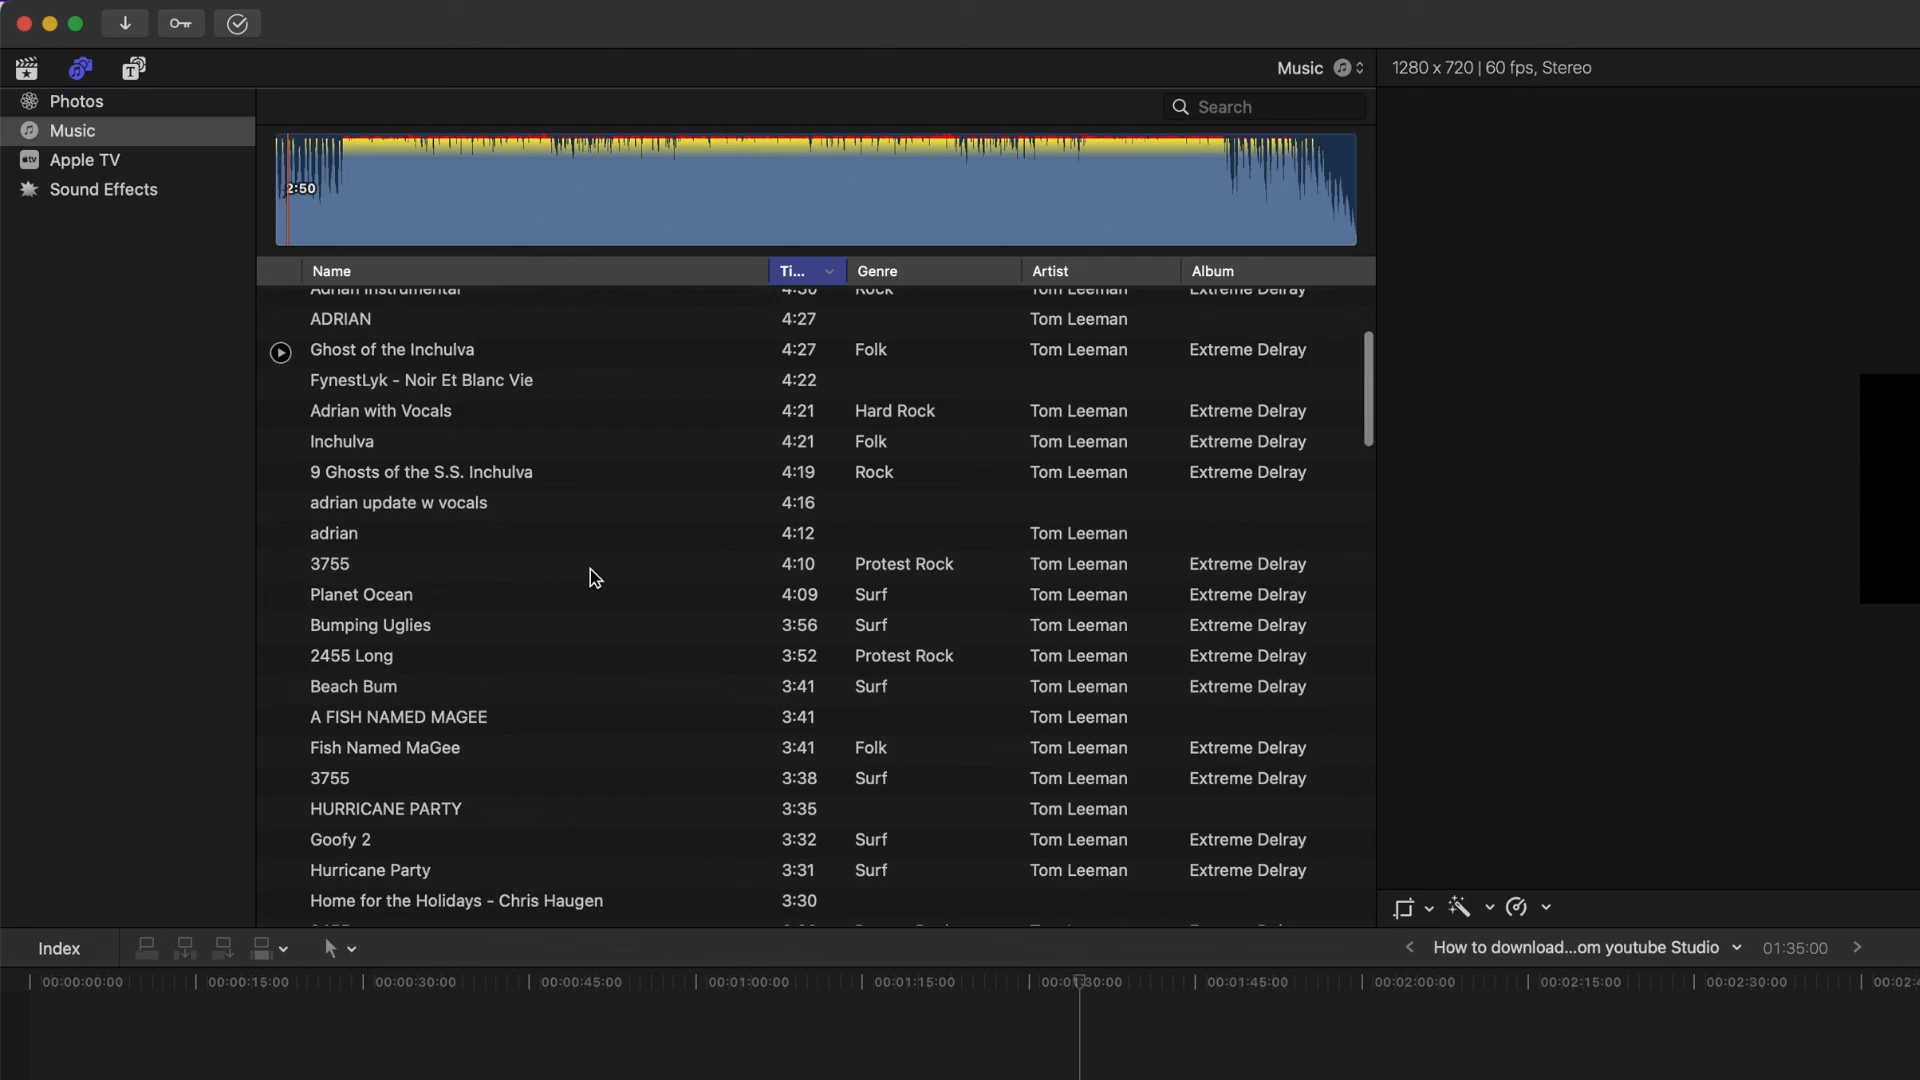 Music
1280 x 720 | 60 fps, Stereo
Photos
Music
Apple TV
Sound Effects
Search
2:50
Name Ti... Genre Artist Album
Adrian Instrumental 4:30 Rock Tom Leeman Extreme Delray
ADRIAN 4:27 Tom Leeman
Ghost of the Inchulva 4:27 Folk Tom Leeman Extreme Delray
FynestLyk - Noir Et Blanc Vie 4:22
Adrian with Vocals 4:21 Hard Rock Tom Leeman Extreme Delray
Inchulva 4:21 Folk Tom Leeman Extreme Delray
9 Ghosts of the S.S. Inchulva 4:19 Rock Tom Leeman Extreme Delray
adrian update w vocals 4:16
adrian 4:12 Tom Leeman
3755 4:10 Protest Rock Tom Leeman Extreme Delray
Planet Ocean 4:09 Surf Tom Leeman Extreme Delray
Bumping Uglies 3:56 Surf Tom Leeman Extreme Delray
2455 Long 3:52 Protest Rock Tom Leeman Extreme Delray
Beach Bum 3:41 Surf Tom Leeman Extreme Delray
A FISH NAMED MAGEE 3:41 Tom Leeman
Fish Named MaGee 3:41 Folk Tom Leeman Extreme Delray
3755 3:38 Surf Tom Leeman Extreme Delray
HURRICANE PARTY 3:35 Tom Leeman
Goofy 2 3:32 Surf Tom Leeman Extreme Delray
Hurricane Party 3:31 Surf Tom Leeman Extreme Delray
Home for the Holidays - Chris Haugen 3:30
Index
How to download...om youtube Studio 01:35:00
00:00:00:00 00:00:15:00 00:00:30:00 00:00:45:00 00:01:00:00 00:01:15:00 00:01:30:00 00:01:45:00 00:02:00:00 00:02:15:00 00:02:30:00 00:02:4